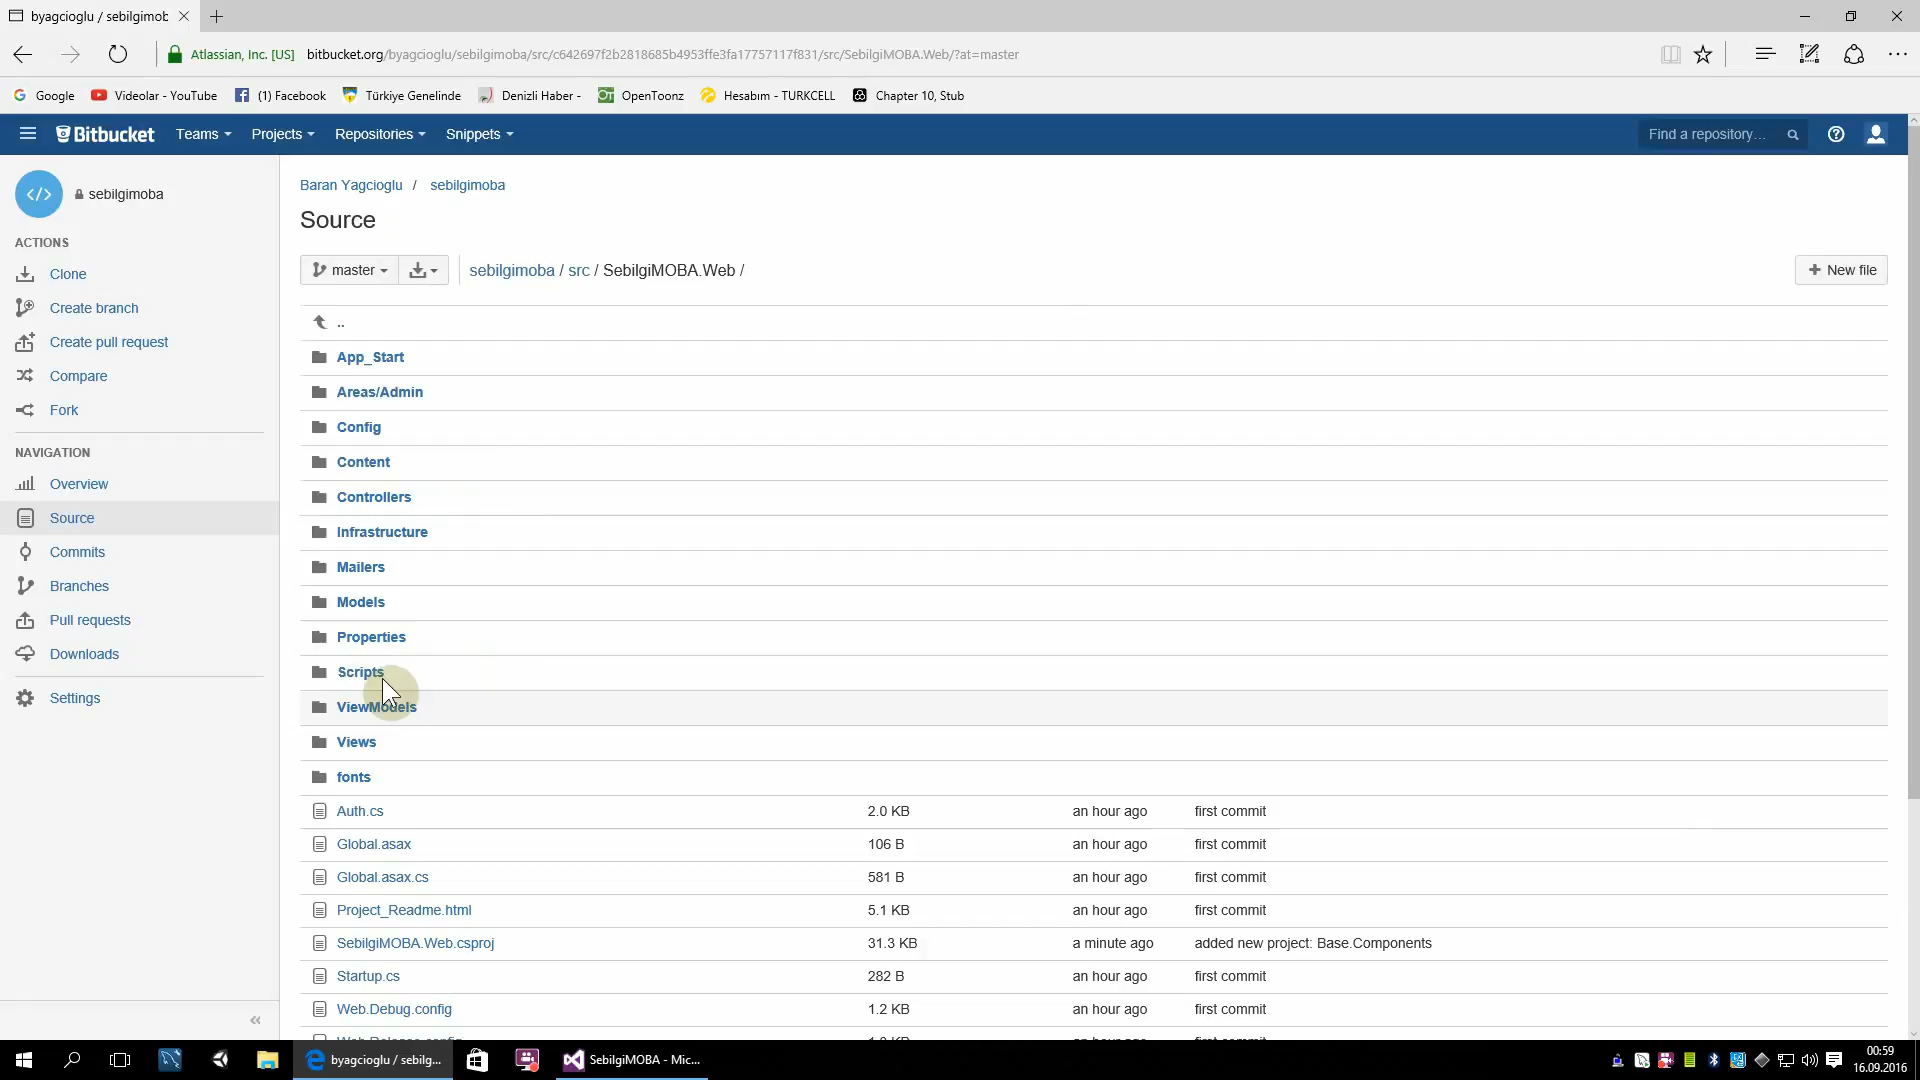 byagcioglu / sebilgimob
Atlassian, Inc. [US] bitbucket.org/byagcioglu/sebilgimoba/src/c642697f2b2818685b4953ffe3fa17757117f831/src/SebilgiMOBA.Web/?at=master
Google Videolar - YouTube (1) Facebook Türkiye Genelinde Denizli Haber - OpenToonz Hesabım - TURKCELL Chapter 10, Stub
Bitbucket Teams Projects Repositories Snippets Find a repository…
sebilgimoba
ACTIONS
Clone
Create branch
Create pull request
Compare
Fork
NAVIGATION
Overview
Source
Commits
Branches
Pull requests
Downloads
Settings
Baran Yagcioglu / sebilgimoba
Source
master sebilgimoba / src / SebilgiMOBA.Web / New file
..
App_Start
Areas/Admin
Config
Content
Controllers
Infrastructure
Mailers
Models
Properties
Scripts
ViewModels
Views
fonts
Auth.cs 2.0 KB an hour ago first commit
Global.asax 106 B an hour ago first commit
Global.asax.cs 581 B an hour ago first commit
Project_Readme.html 5.1 KB an hour ago first commit
SebilgiMOBA.Web.csproj 31.3 KB a minute ago added new project: Base.Components
Startup.cs 282 B an hour ago first commit
Web.Debug.config 1.2 KB an hour ago first commit
byagcioglu / sebilg... SebilgiMOBA - Mic...
00:59
16.09.2016